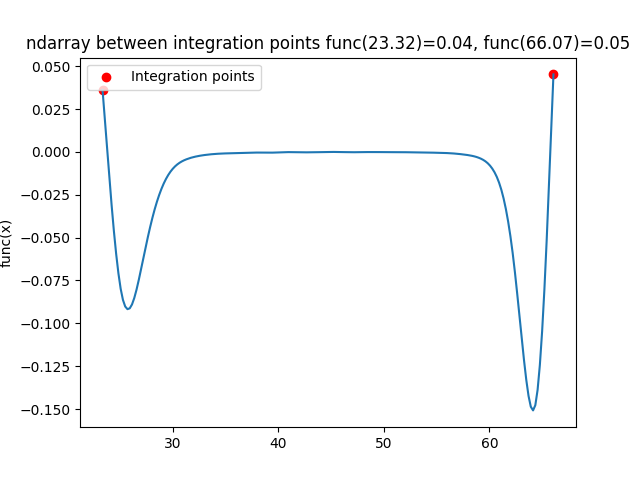 ndarray between integration points func(23.32)=0.04, func(66.07)=0.05
Integration points
0.050
0.025
0.000
−0.025
−0.050
−0.075
−0.100
−0.125
−0.150
func(x)
30 40 50 60